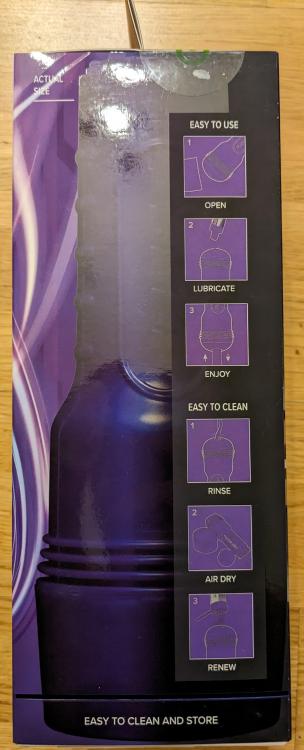 ACTUAL
SIZE
EASY TO USE
1
OPEN
2
LUBRICATE
3
ENJOY
EASY TO CLEAN
1
RINSE
2
AIR DRY
3
RENEW
EASY TO CLEAN AND STORE